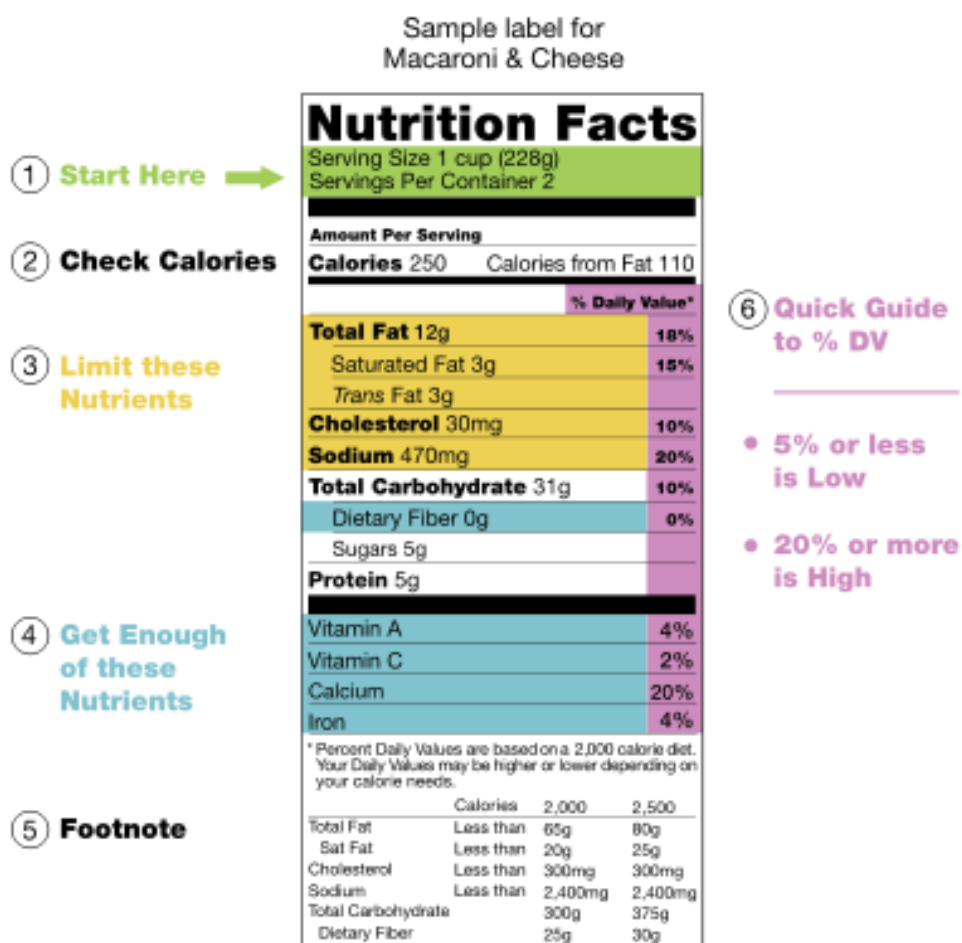 Sample label for
Macaroni & Cheese
Nutrition Facts
1 Start Here
Serving Size 1 cup (228g)
Servings Per Container 2
Amount Per Serving
2 Check Calories
Calories 250 Calories from Fat 110
% Daily Value*
3 Limit these
Nutrients
Total Fat 12g 18%
Saturated Fat 3g 15%
Trans Fat 3g
Cholesterol 30mg 10%
Sodium 470mg 20%
Total Carbohydrate 31g 10%
Dietary Fiber 0g 0%
Sugars 5g
Protein 5g
4 Get Enough
of these
Nutrients
Vitamin A 4%
Vitamin C 2%
Calcium 20%
Iron 4%
* Percent Daily Values are based on a 2,000 calorie diet.
Your Daily Values may be higher or lower depending on
your calorie needs.
5 Footnote
Calories 2,000 2,500
Total Fat Less than 65g 80g
Sat Fat Less than 20g 25g
Cholesterol Less than 300mg 300mg
Sodium Less than 2,400mg 2,400mg
Total Carbohydrate 300g 375g
Dietary Fiber 25g 30g
6 Quick Guide
to % DV
• 5% or less
is Low
• 20% or more
is High